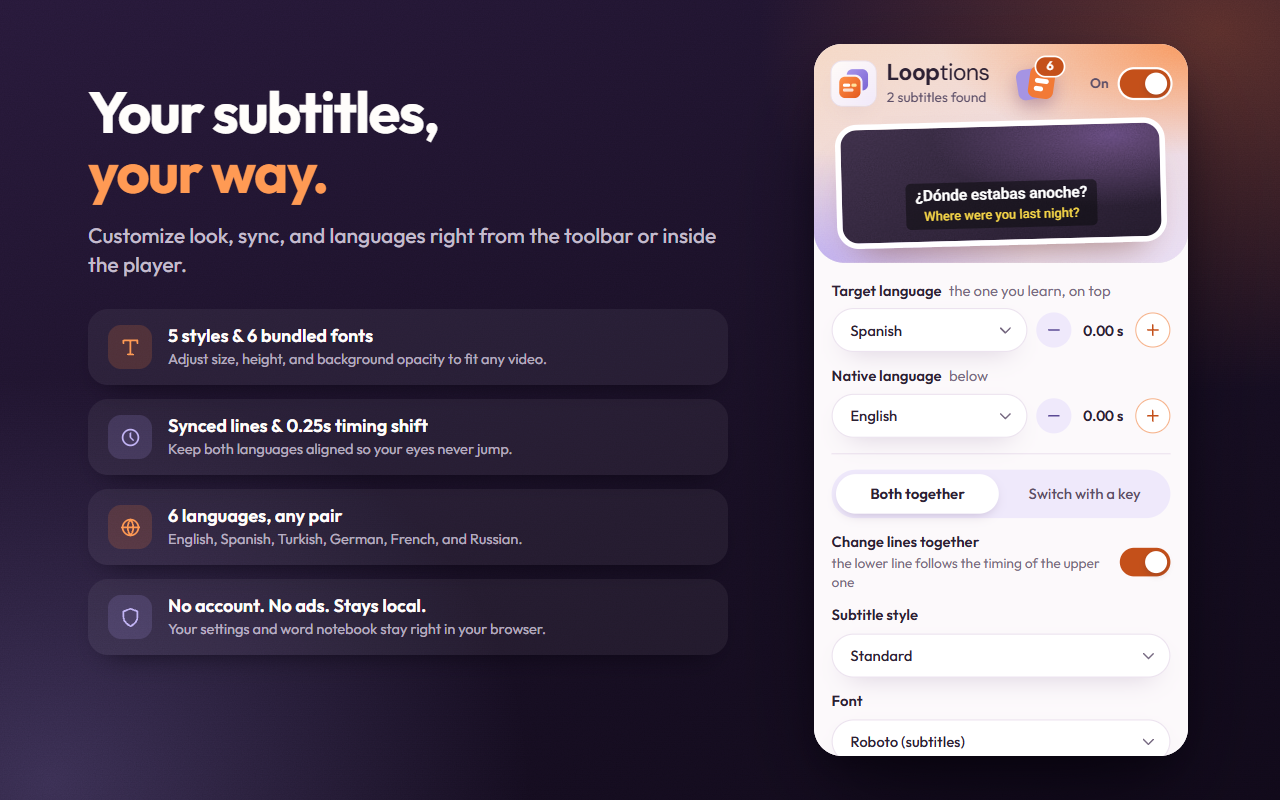 Your subtitles,
your way.
Customize look, sync, and languages right from the toolbar or inside
the player.
5 styles & 6 bundled fonts
Adjust size, height, and background opacity to fit any video.
Synced lines & 0.25s timing shift
Keep both languages aligned so your eyes never jump.
6 languages, any pair
English, Spanish, Turkish, German, French, and Russian.
No account. No ads. Stays local.
Your settings and word notebook stay right in your browser.
Looptions
2 subtitles found
6
On
¿Dónde estabas anoche?
Where were you last night?
Target language the one you learn, on top
Spanish − 0.00 s +
Native language below
English − 0.00 s +
Both together Switch with a key
Change lines together
the lower line follows the timing of the upper
one
Subtitle style
Standard
Font
Roboto (subtitles)